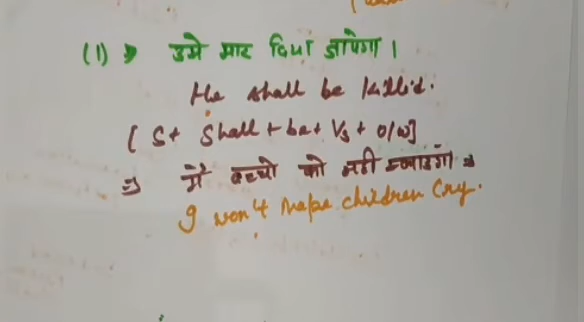 (1) उसे मार दिया जायेगा ।
He shall be killed.
[ S+ Shall + be + V3 + o/w]
⇒ मैं बच्चो को नहीं रुलाउंगा
I won't make children Cry.